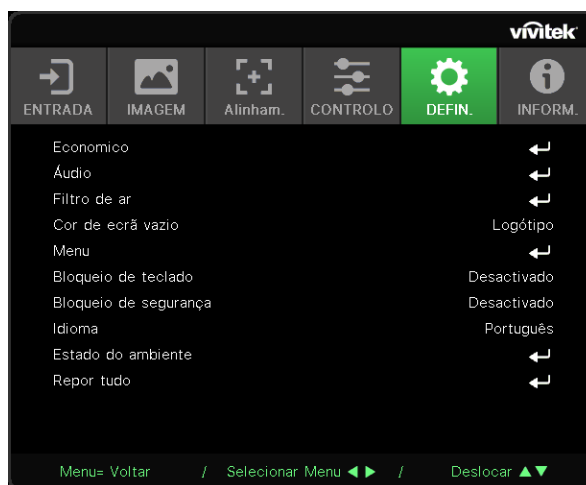 vivitek
ENTRADA IMAGEM Alinham. CONTROLO DEFIN. INFORM.
Economico
Áudio
Filtro de ar
Cor de ecrã vazio Logótipo
Menu
Bloqueio de teclado Desactivado
Bloqueio de segurança Desactivado
Idioma Português
Estado do ambiente
Repor tudo
Menu= Voltar / Selecionar Menu ◀ ▶ / Deslocar ▲▼